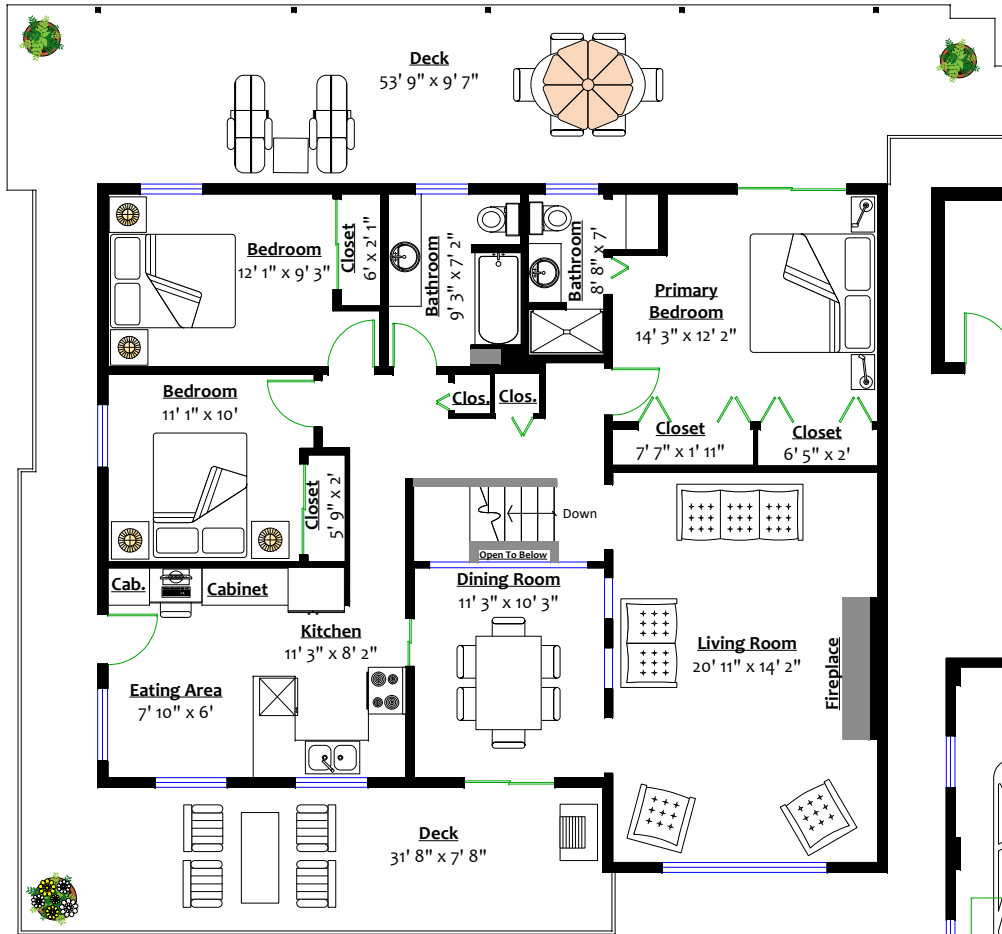 Deck
53' 9" x 9' 7"
Bedroom
12' 1" x 9' 3"
Closet
6' x 2' 1"
Bathroom
9' 3" x 7' 2"
Bathroom
8' 8" x 7'
Primary
Bedroom
14' 3" x 12' 2"
Bedroom
11' 1" x 10'
Clos.
Clos.
Closet
7' 7" x 1' 11"
Closet
6' 5" x 2'
Closet
5' 9" x 2'
Down
Open To Below
Cab.
Cabinet
Dining Room
11' 3" x 10' 3"
Kitchen
11' 3" x 8' 2"
Living Room
20' 11" x 14' 2"
Fireplace
Eating Area
7' 10" x 6'
Deck
31' 8" x 7' 8"